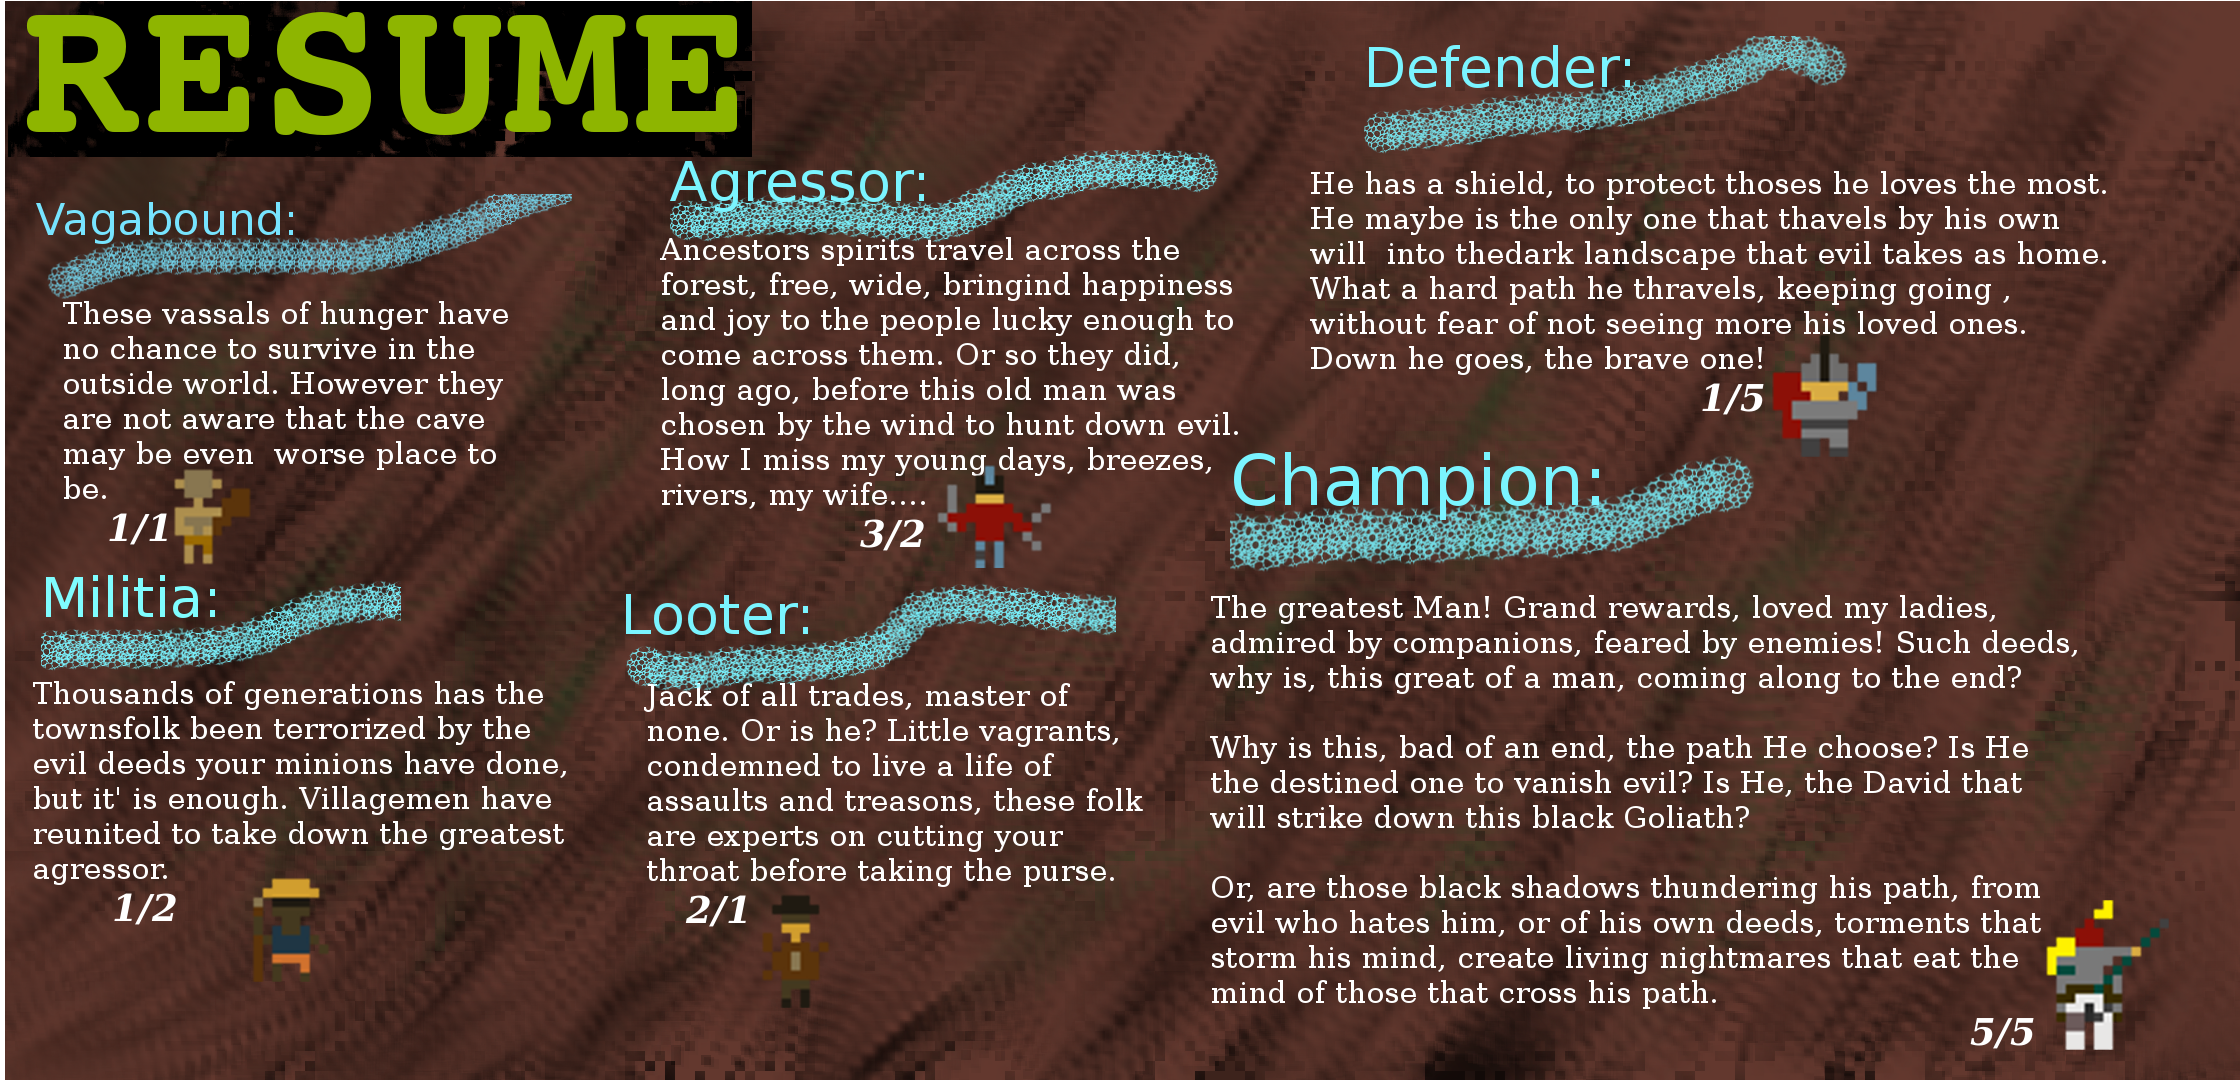 RESUME
Vagabound:
These vassals of hunger have
no chance to survive in the
outside world. However they
are not aware that the cave
may be even  worse place to
be.
1/1
Militia:
Thousands of generations has the
townsfolk been terrorized by the
evil deeds your minions have done,
but it' is enough. Villagemen have
reunited to take down the greatest
agressor.
1/2
Agressor:
Ancestors spirits travel across the
forest, free, wide, bringind happiness
and joy to the people lucky enough to
come across them. Or so they did,
long ago, before this old man was
chosen by the wind to hunt down evil.
How I miss my young days, breezes,
rivers, my wife....
3/2
Looter:
Jack of all trades, master of
none. Or is he? Little vagrants,
condemned to live a life of
assaults and treasons, these folk
are experts on cutting your
throat before taking the purse.
2/1
Defender:
He has a shield, to protect thoses he loves the most.
He maybe is the only one that thavels by his own
will  into thedark landscape that evil takes as home.
What a hard path he thravels, keeping going ,
without fear of not seeing more his loved ones.
Down he goes, the brave one!
1/5
Champion:
The greatest Man! Grand rewards, loved my ladies,
admired by companions, feared by enemies! Such deeds,
why is, this great of a man, coming along to the end?
Why is this, bad of an end, the path He choose? Is He
the destined one to vanish evil? Is He, the David that
will strike down this black Goliath?
Or, are those black shadows thundering his path, from
evil who hates him, or of his own deeds, torments that
storm his mind, create living nightmares that eat the
mind of those that cross his path.
5/5